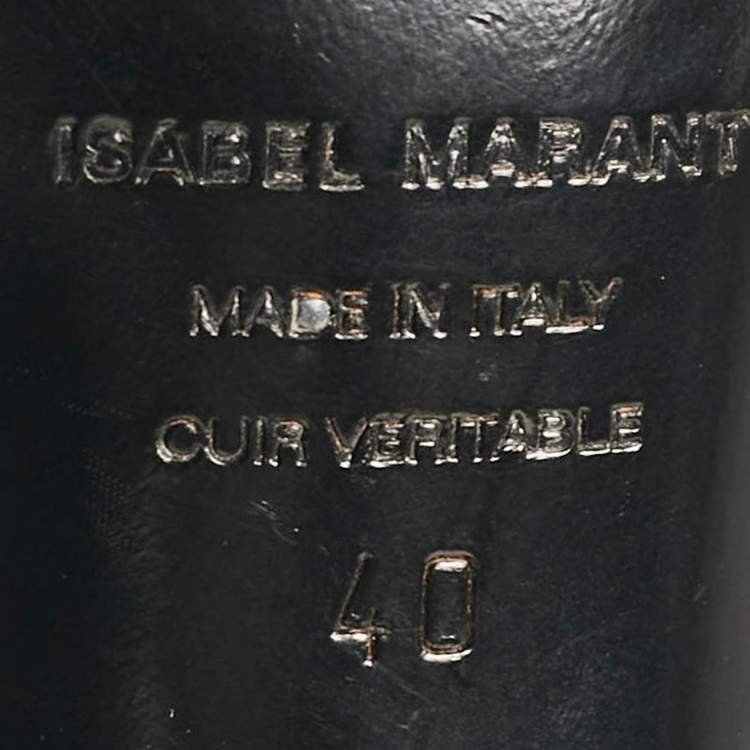 ISABEL MARANT
MADE IN ITALY
CUIR VERITABLE
40